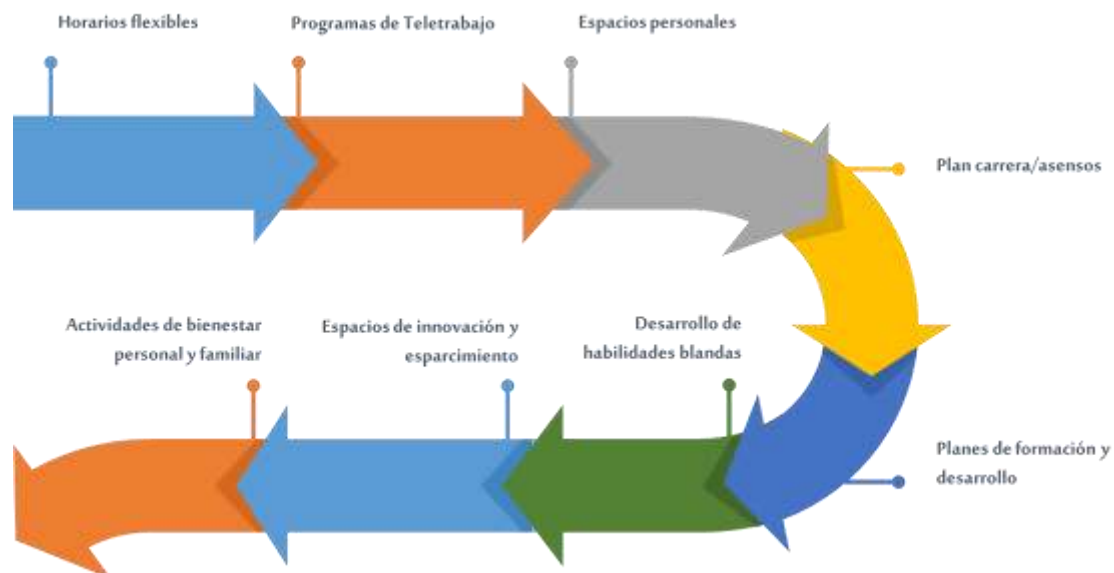 Horarios flexibles
Programas de Teletrabajo
Espacios personales
Plan carrera/asensos
Planes de formación y
desarrollo
Desarrollo de
habilidades blandas
Espacios de innovación y
esparcimiento
Actividades de bienestar
personal y familiar